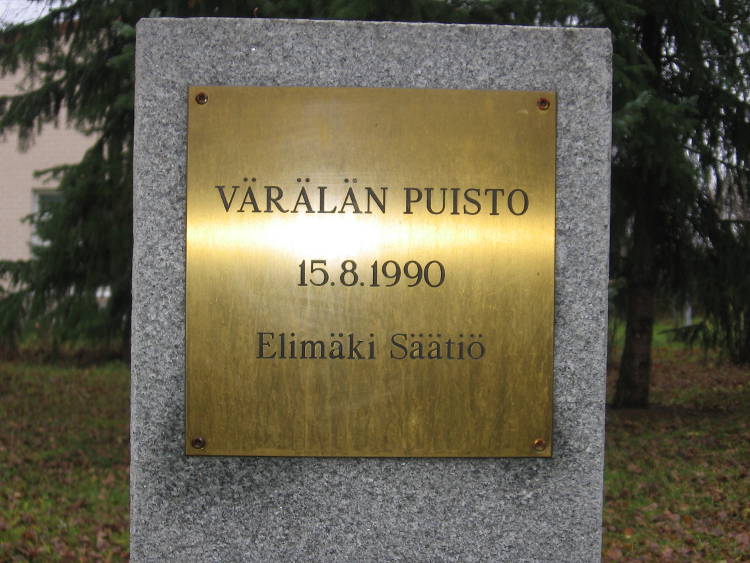 VÄRÄLÄN PUISTO
15.8.1990
Elimäki Säätiö